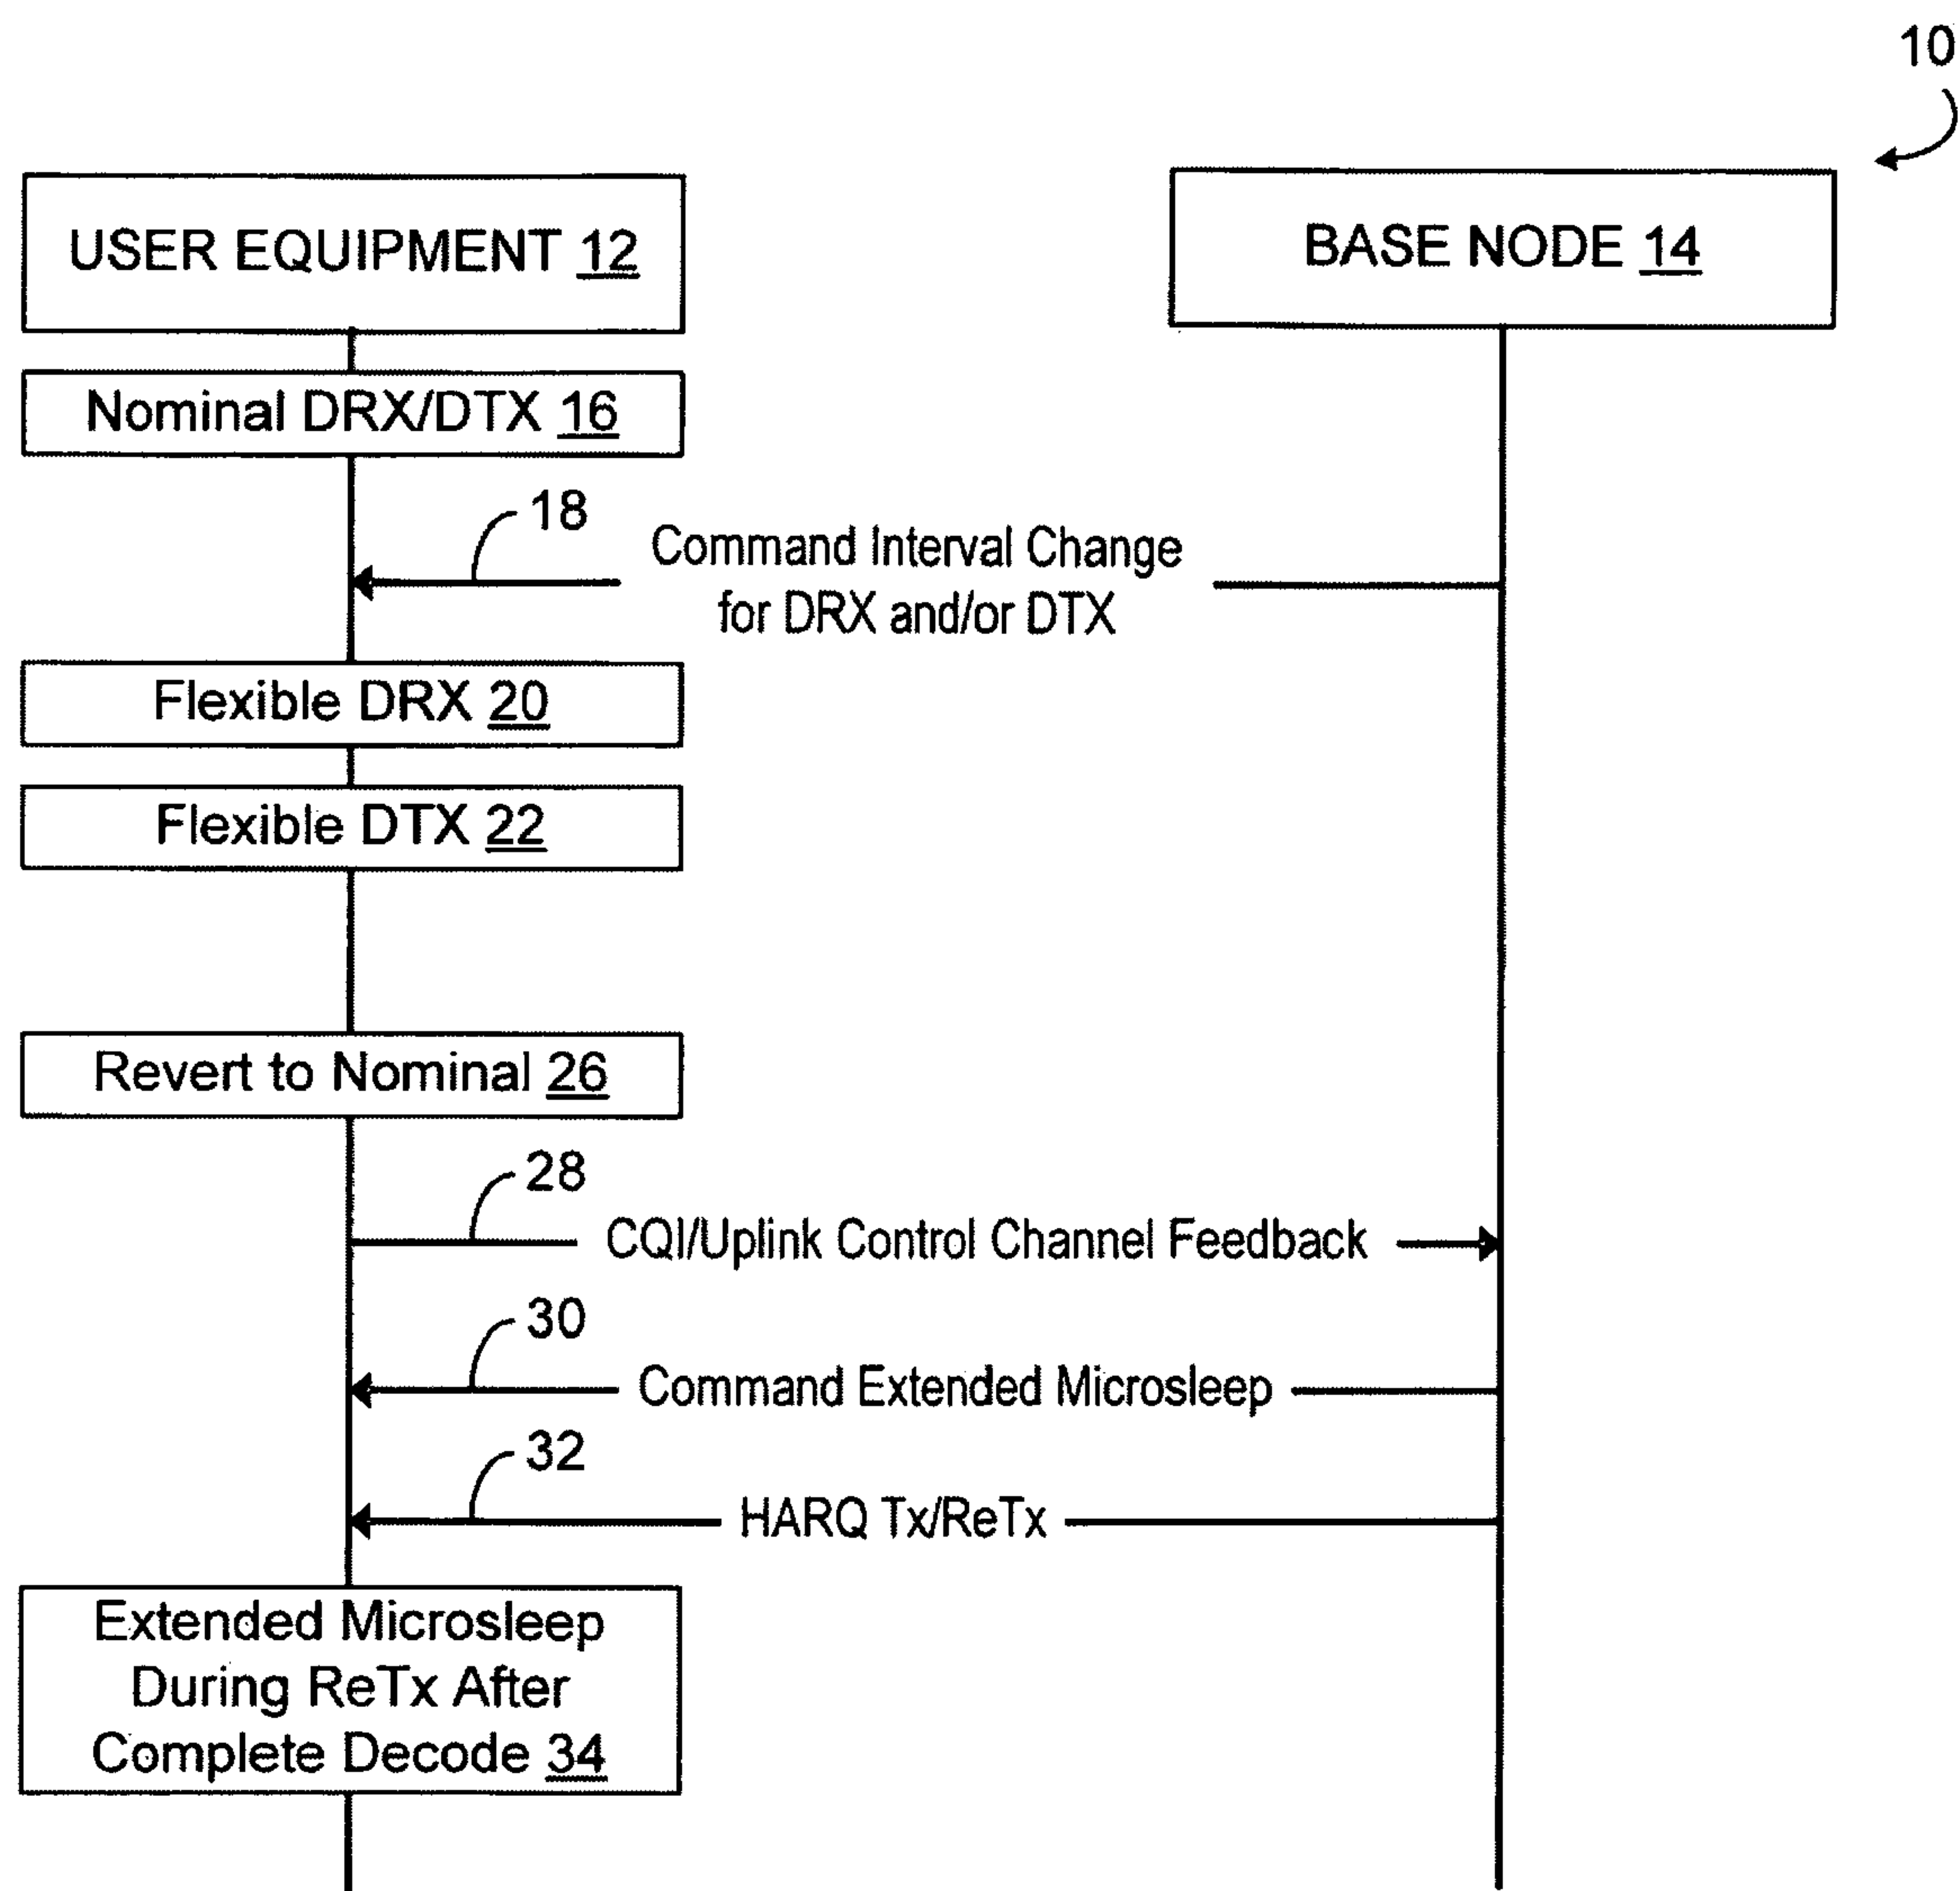 10
USER EQUIPMENT 12
BASE NODE 14
Nominal DRX/DTX 16
18
Command Interval Change
for DRX and/or DTX
Flexible DRX 20
Flexible DTX 22
Revert to Nominal 26
28
CQI/Uplink Control Channel Feedback
30
Command Extended Microsleep
32
HARQ Tx/ReTx
Extended Microsleep
During ReTx After
Complete Decode 34